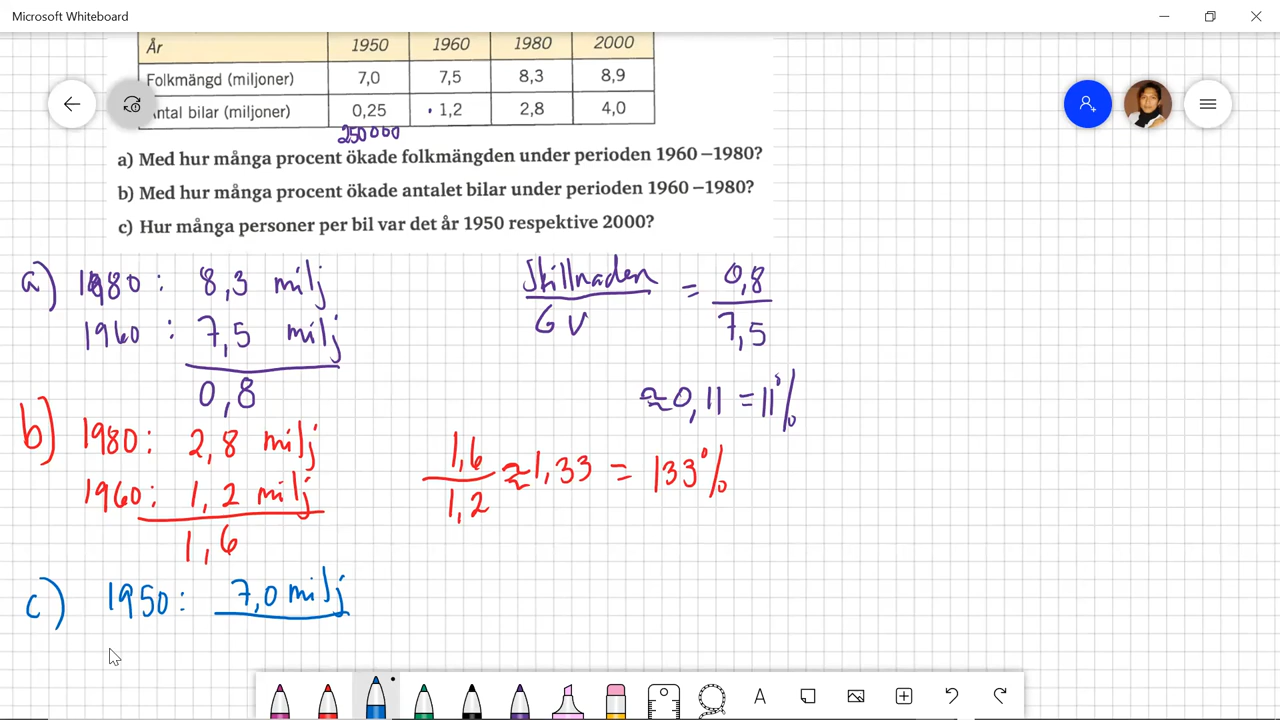 Microsoft Whiteboard
År 1950 1960 1980 2000
Folkmängd (miljoner) 7,0 7,5 8,3 8,9
ntal bilar (miljoner) 0,25 1,2 2,8 4,0
250000
a) Med hur många procent ökade folkmängden under perioden 1960–1980?
b) Med hur många procent ökade antalet bilar under perioden 1960–1980?
c) Hur många personer per bil var det år 1950 respektive 2000?
a) 1980 : 8,3 milj
1960 : 7,5 milj
0,8
Skillnaden = 0,8
GV 7,5
≈ 0,11 = 11%
b) 1980 : 2,8 milj
1960 : 1,2 milj
1,6
1,6 ≈ 1,33 = 133%
1,2
c) 1950 : 7,0 milj
A